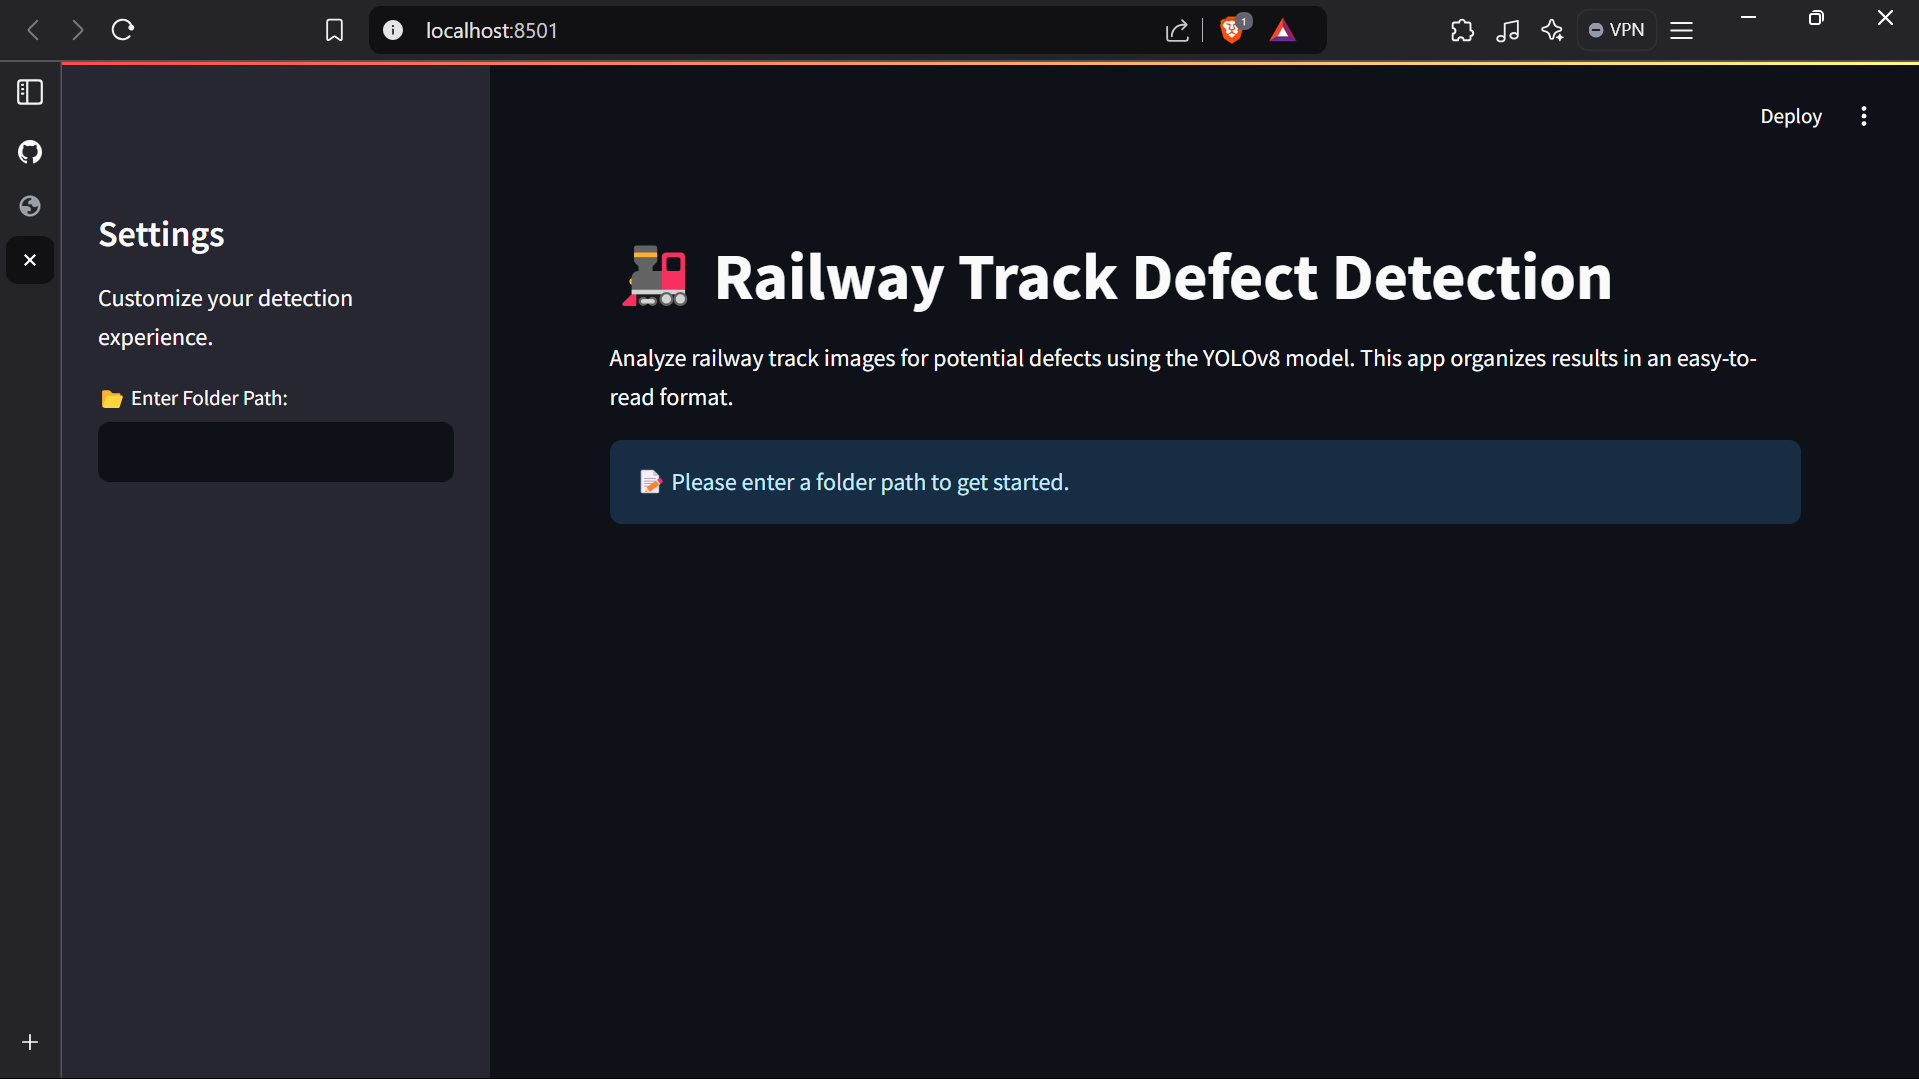 localhost:8501
1
VPN
Deploy
Settings
Customize your detection
experience.
Enter Folder Path:
Railway Track Defect Detection
Analyze railway track images for potential defects using the YOLOv8 model. This app organizes results in an easy-to-
read format.
Please enter a folder path to get started.